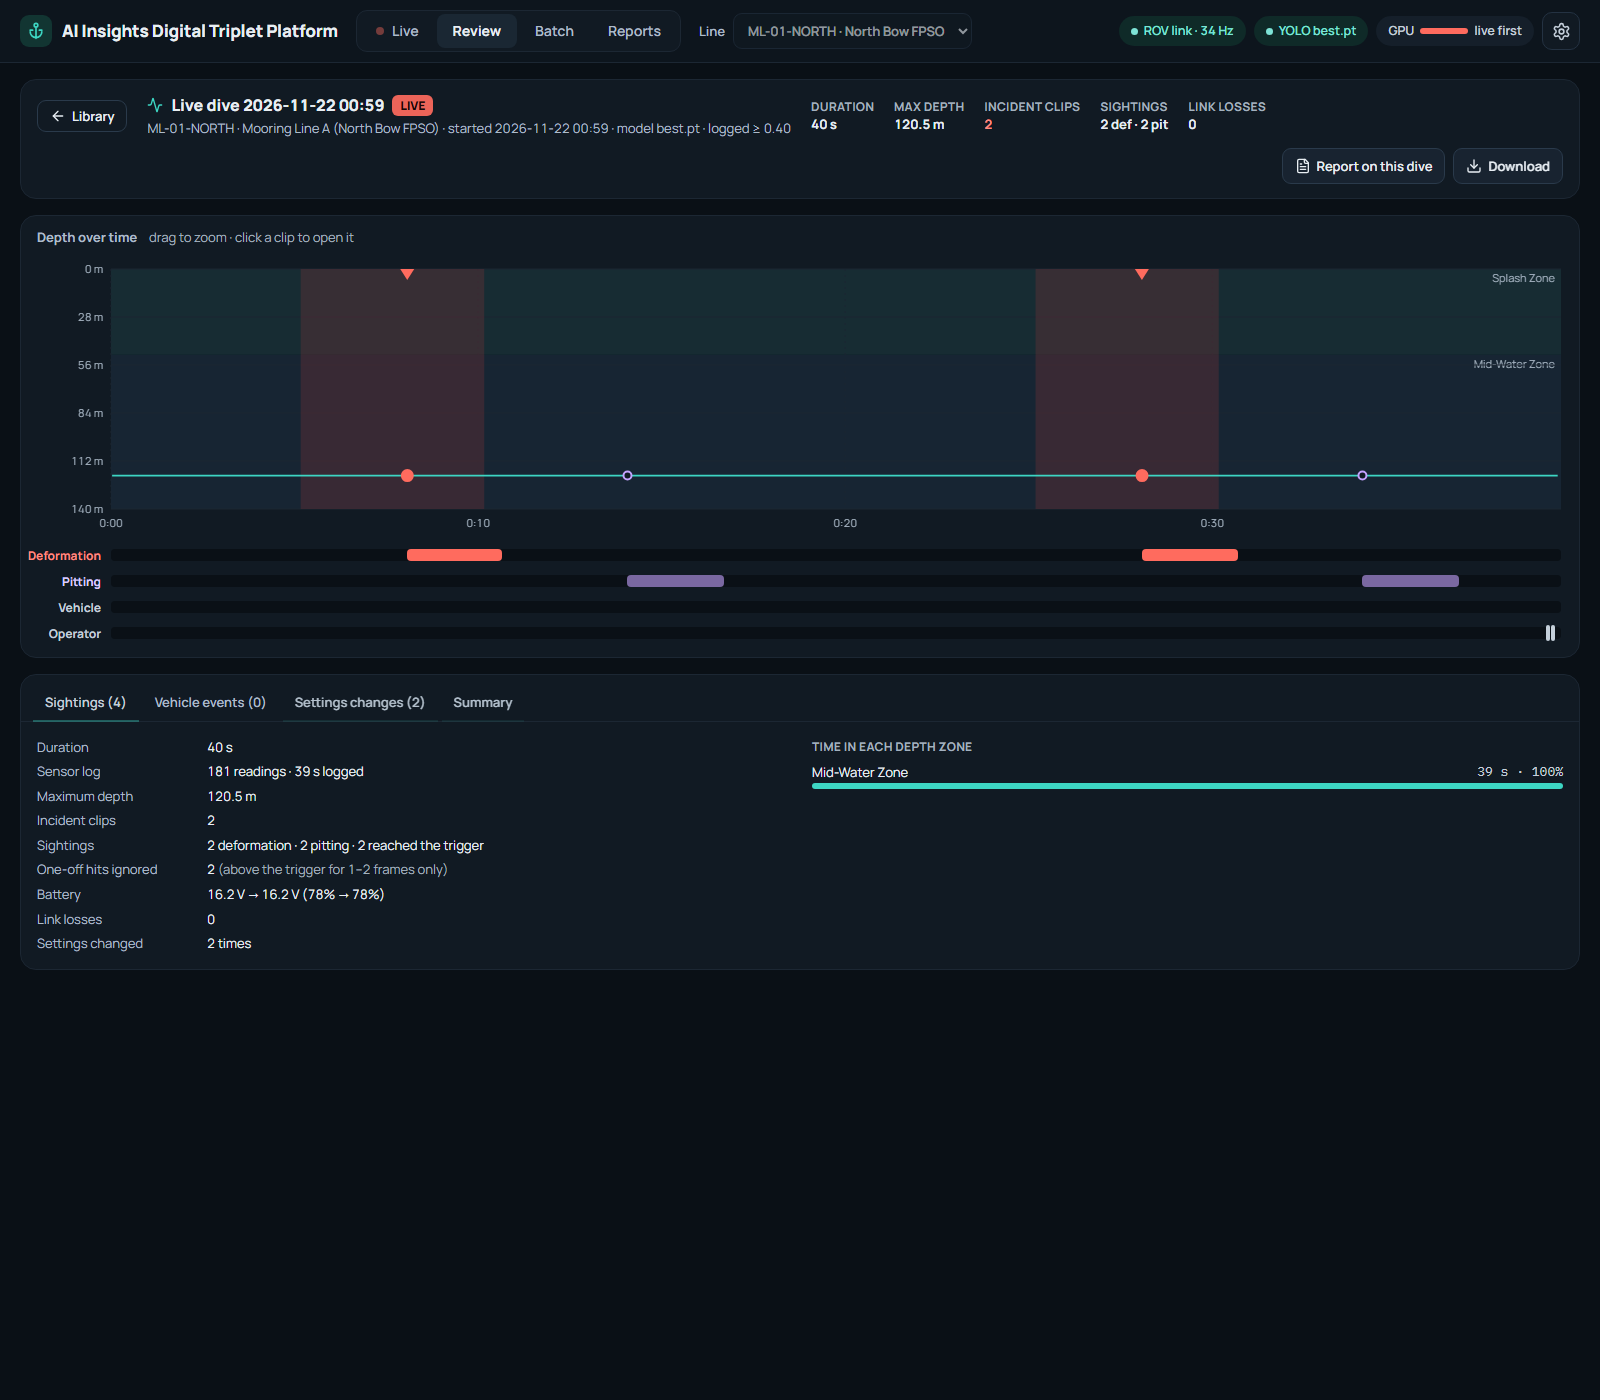 AI Insights Digital Triplet Platform
Live
Review
Batch
Reports
Line
ML-01-NORTH · North Bow FPSO
ROV link · 34 Hz
YOLO best.pt
GPU
live first
Library
Live dive 2026-11-22 00:59
LIVE
ML-01-NORTH · Mooring Line A (North Bow FPSO) · started 2026-11-22 00:59 · model best.pt · logged ≥ 0.40
DURATION
40 s
MAX DEPTH
120.5 m
INCIDENT CLIPS
2
SIGHTINGS
2 def · 2 pit
LINK LOSSES
0
Report on this dive
Download
Depth over time
drag to zoom · click a clip to open it
0 m
Splash Zone
28 m
56 m
Mid-Water Zone
84 m
112 m
140 m
0:00
0:10
0:20
0:30
Deformation
Pitting
Vehicle
Operator
Sightings (4)
Vehicle events (0)
Settings changes (2)
Summary
Duration
40 s
Sensor log
181 readings · 39 s logged
Maximum depth
120.5 m
Incident clips
2
Sightings
2 deformation · 2 pitting · 2 reached the trigger
One-off hits ignored
2 (above the trigger for 1–2 frames only)
Battery
16.2 V → 16.2 V (78% → 78%)
Link losses
0
Settings changed
2 times
TIME IN EACH DEPTH ZONE
Mid-Water Zone
39 s · 100%